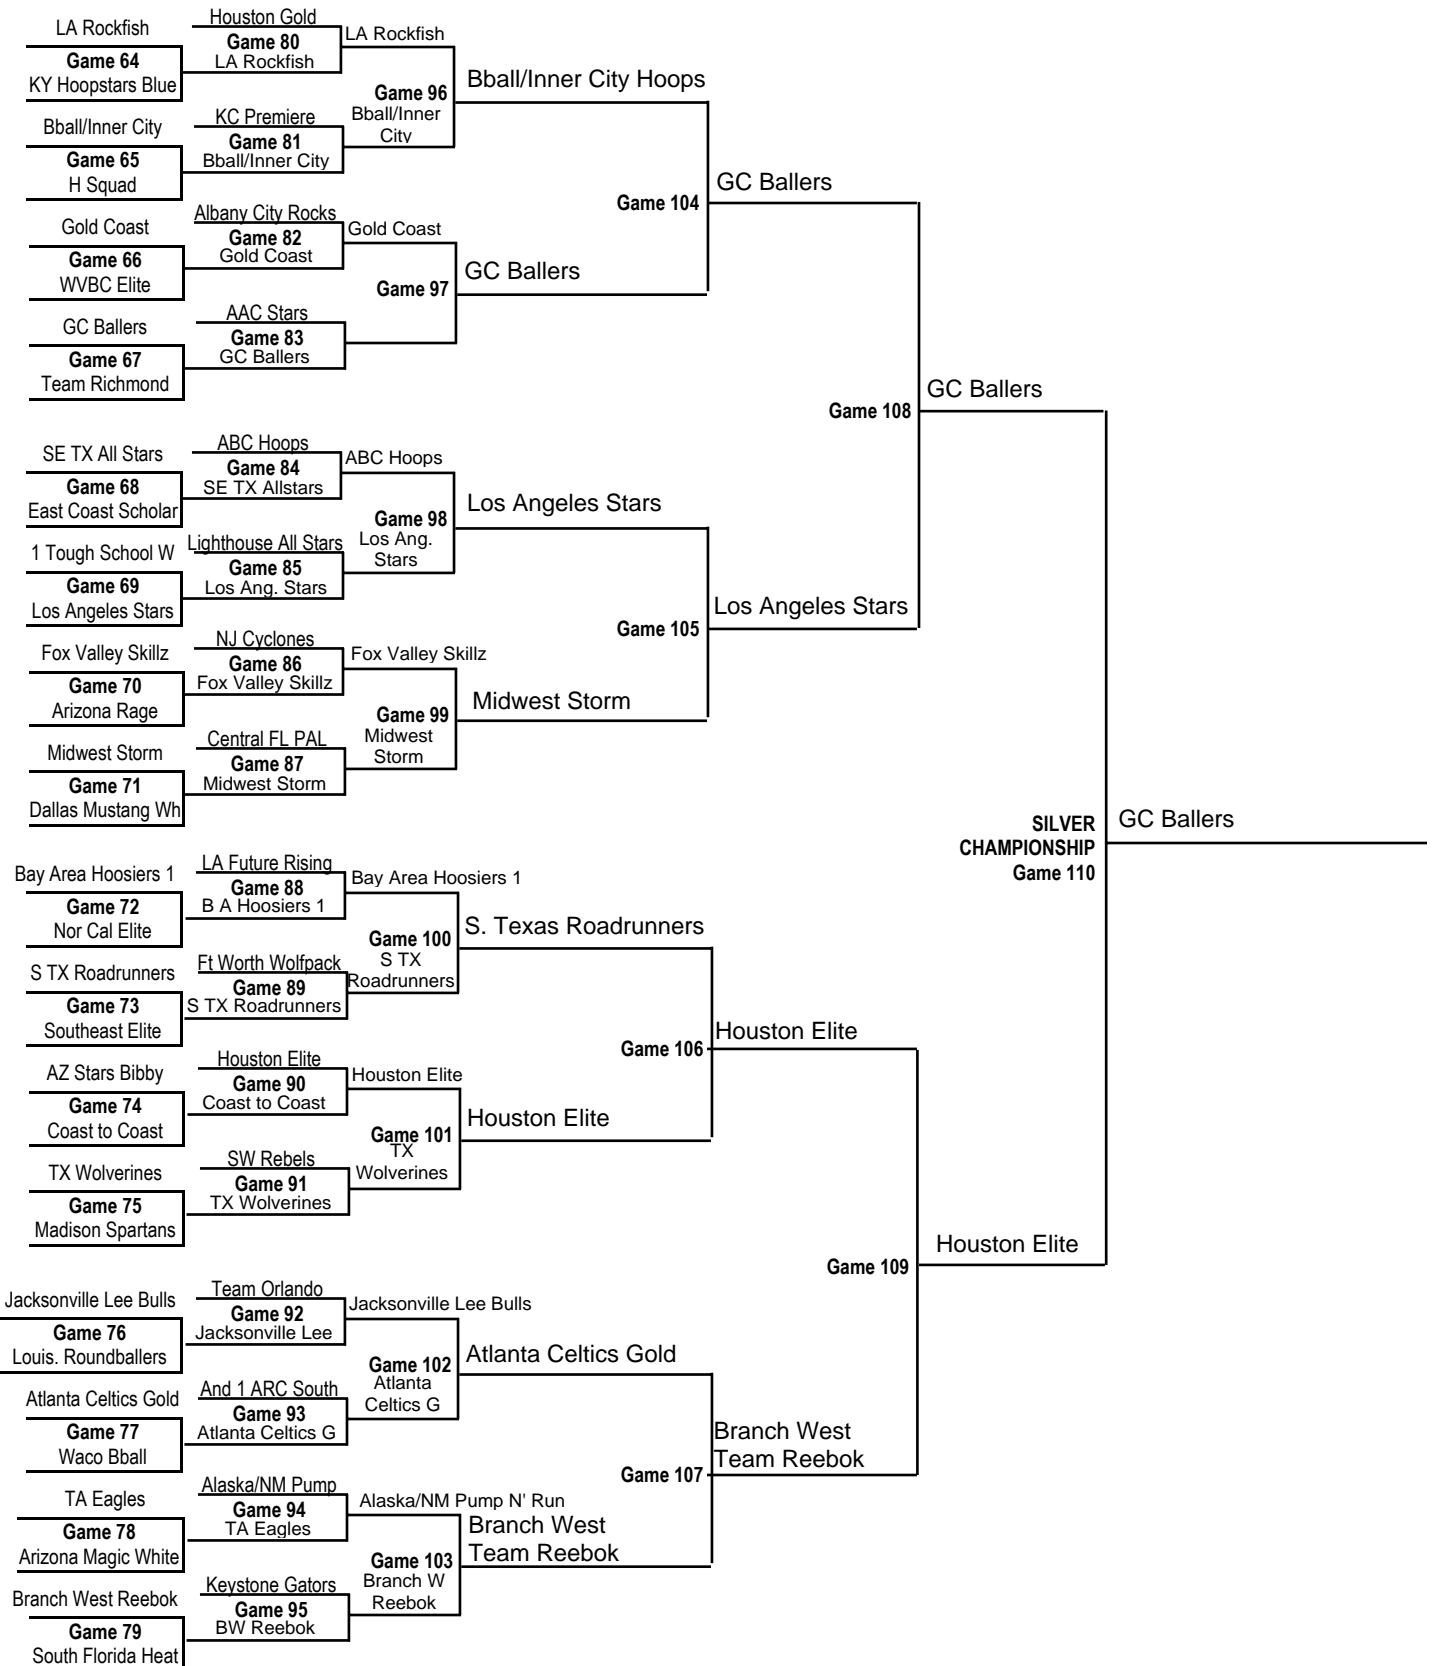 LA Rockfish
Game 64
KY Hoopstars Blue
Bball/Inner City
Game 65
H Squad
Gold Coast
Game 66
WVBC Elite
GC Ballers
Game 67
Team Richmond
SE TX All Stars
Game 68
East Coast Scholar
1 Tough School W
Game 69
Los Angeles Stars
Fox Valley Skillz
Game 70
Arizona Rage
Midwest Storm
Game 71
Dallas Mustang Wh
Bay Area Hoosiers 1
Game 72
Nor Cal Elite
S TX Roadrunners
Game 73
Southeast Elite
AZ Stars Bibby
Game 74
Coast to Coast
TX Wolverines
Game 75
Madison Spartans
Jacksonville Lee Bulls
Game 76
Louis. Roundballers
Atlanta Celtics Gold
Game 77
Waco Bball
TA Eagles
Game 78
Arizona Magic White
Branch West Reebok
Game 79
South Florida Heat
Houston Gold
Game 80
LA Rockfish
KC Premiere
Game 81
Bball/Inner City
Albany City Rocks
Game 82
Gold Coast
AAC Stars
Game 83
GC Ballers
ABC Hoops
Game 84
SE TX Allstars
Lighthouse All Stars
Game 85
Los Ang. Stars
NJ Cyclones
Game 86
Fox Valley Skillz
Central FL PAL
Game 87
Midwest Storm
LA Future Rising
Game 88
B A Hoosiers 1
Ft Worth Wolfpack
Game 89
S TX Roadrunners
Houston Elite
Game 90
Coast to Coast
SW Rebels
Game 91
TX Wolverines
Team Orlando
Game 92
Jacksonville Lee
And 1 ARC South
Game 93
Atlanta Celtics G
Alaska/NM Pump
Game 94
TA Eagles
Keystone Gators
Game 95
BW Reebok
LA Rockfish
Game 96
Bball/Inner
City
Gold Coast
Game 97
ABC Hoops
Game 98
Los Ang.
Stars
Fox Valley Skillz
Game 99
Midwest
Storm
Bay Area Hoosiers 1
Game 100
S TX
Roadrunners
Houston Elite
Game 101
TX
Wolverines
Jacksonville Lee Bulls
Game 102
Atlanta
Celtics G
Alaska/NM Pump N' Run
Game 103
Branch W
Reebok
Bball/Inner City Hoops
Game 104
GC Ballers
Los Angeles Stars
Game 105
Midwest Storm
S. Texas Roadrunners
Game 106
Houston Elite
Atlanta Celtics Gold
Game 107
Branch West
Team Reebok
GC Ballers
Game 108
Los Angeles Stars
Houston Elite
Game 109
Branch West
Team Reebok
GC Ballers
SILVER
CHAMPIONSHIP
Game 110
Houston Elite
GC Ballers